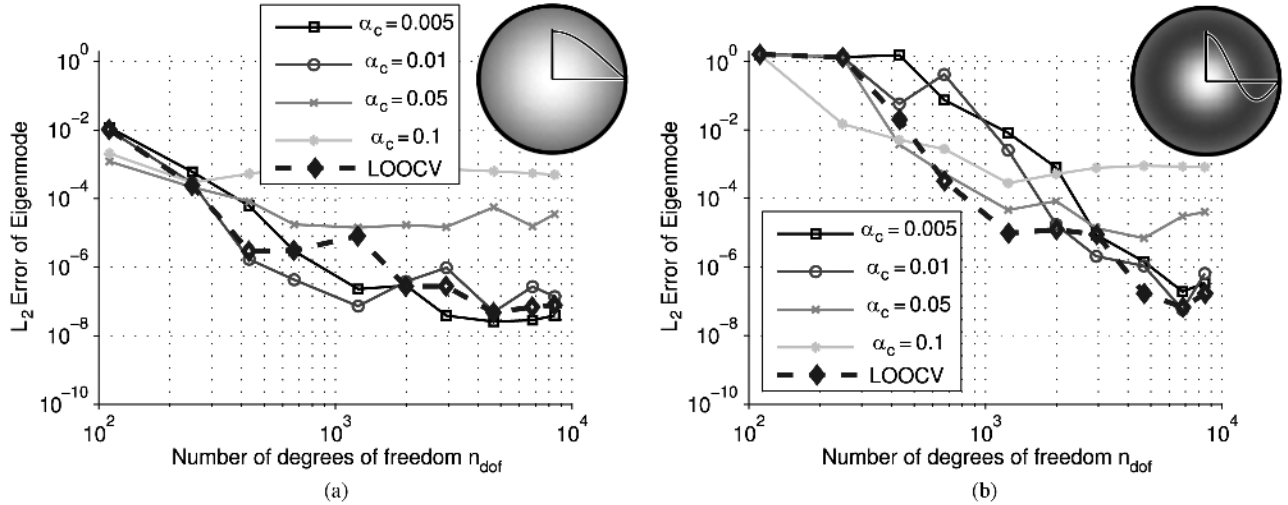 α_c = 0.005
α_c = 0.01
α_c = 0.05
α_c = 0.1
LOOCV
10^0
10^-2
10^-4
10^-6
10^-8
10^-10
L_2 Error of Eigenmode
10^2
10^3
10^4
Number of degrees of freedom n_dof
(a)
10^0
10^-2
10^-4
10^-6
10^-8
10^-10
L_2 Error of Eigenmode
α_c = 0.005
α_c = 0.01
α_c = 0.05
α_c = 0.1
LOOCV
10^2
10^3
10^4
Number of degrees of freedom n_dof
(b)